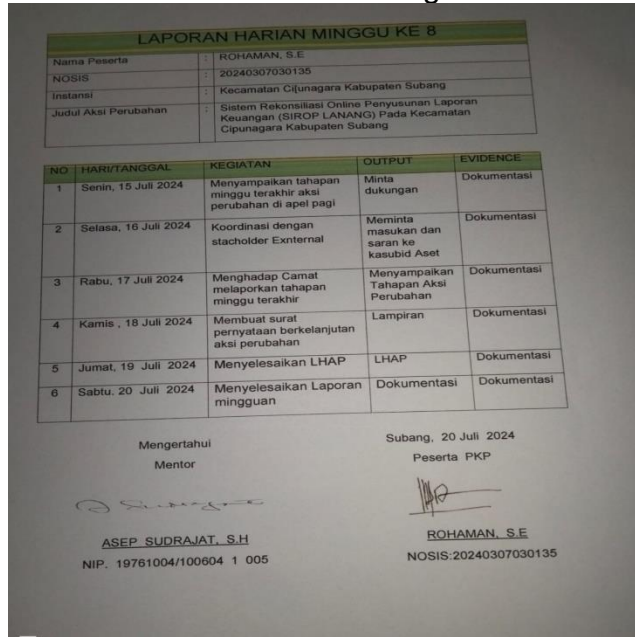 LAPORAN HARIAN MINGGU KE 8
Nama Peserta : ROHAMAN, S.E
NOSIS : 20240307030135
Instansi : Kecamatan Ci[unagara Kabupaten Subang
Judul Aksi Perubahan : Sistem Rekonsiliasi Online Penyusunan Laporan
Keuangan (SIROP LANANG) Pada Kecamatan
Cipunagara Kabupaten Subang
NO HARI/TANGGAL KEGIATAN OUTPUT EVIDENCE
1 Senin, 15 Juli 2024 Menyampaikan tahapan Minta Dokumentasi
minggu terakhir aksi dukungan
perubahan di apel pagi
2 Selasa, 16 Juli 2024 Koordinasi dengan Meminta Dokumentasi
stacholder Exnternal masukan dan
saran ke
kasubid Aset
3 Rabu, 17 Juli 2024 Menghadap Camat Menyampaikan Dokumentasi
melaporkan tahapan Tahapan Aksi
minggu terakhir Perubahan
4 Kamis , 18 Juli 2024 Membuat surat Lampiran Dokumentasi
pernyataan berkelanjutan
aksi perubahan
5 Jumat, 19 Juli 2024 Menyelesaikan LHAP LHAP Dokumentasi
6 Sabtu. 20 Juli 2024 Menyelesaikan Laporan Dokumentasi Dokumentasi
mingguan
Mengertahui Subang, 20 Juli 2024
Mentor Peserta PKP
ASEP SUDRAJAT, S.H ROHAMAN, S.E
NIP. 19761004/100604 1 005 NOSIS:20240307030135